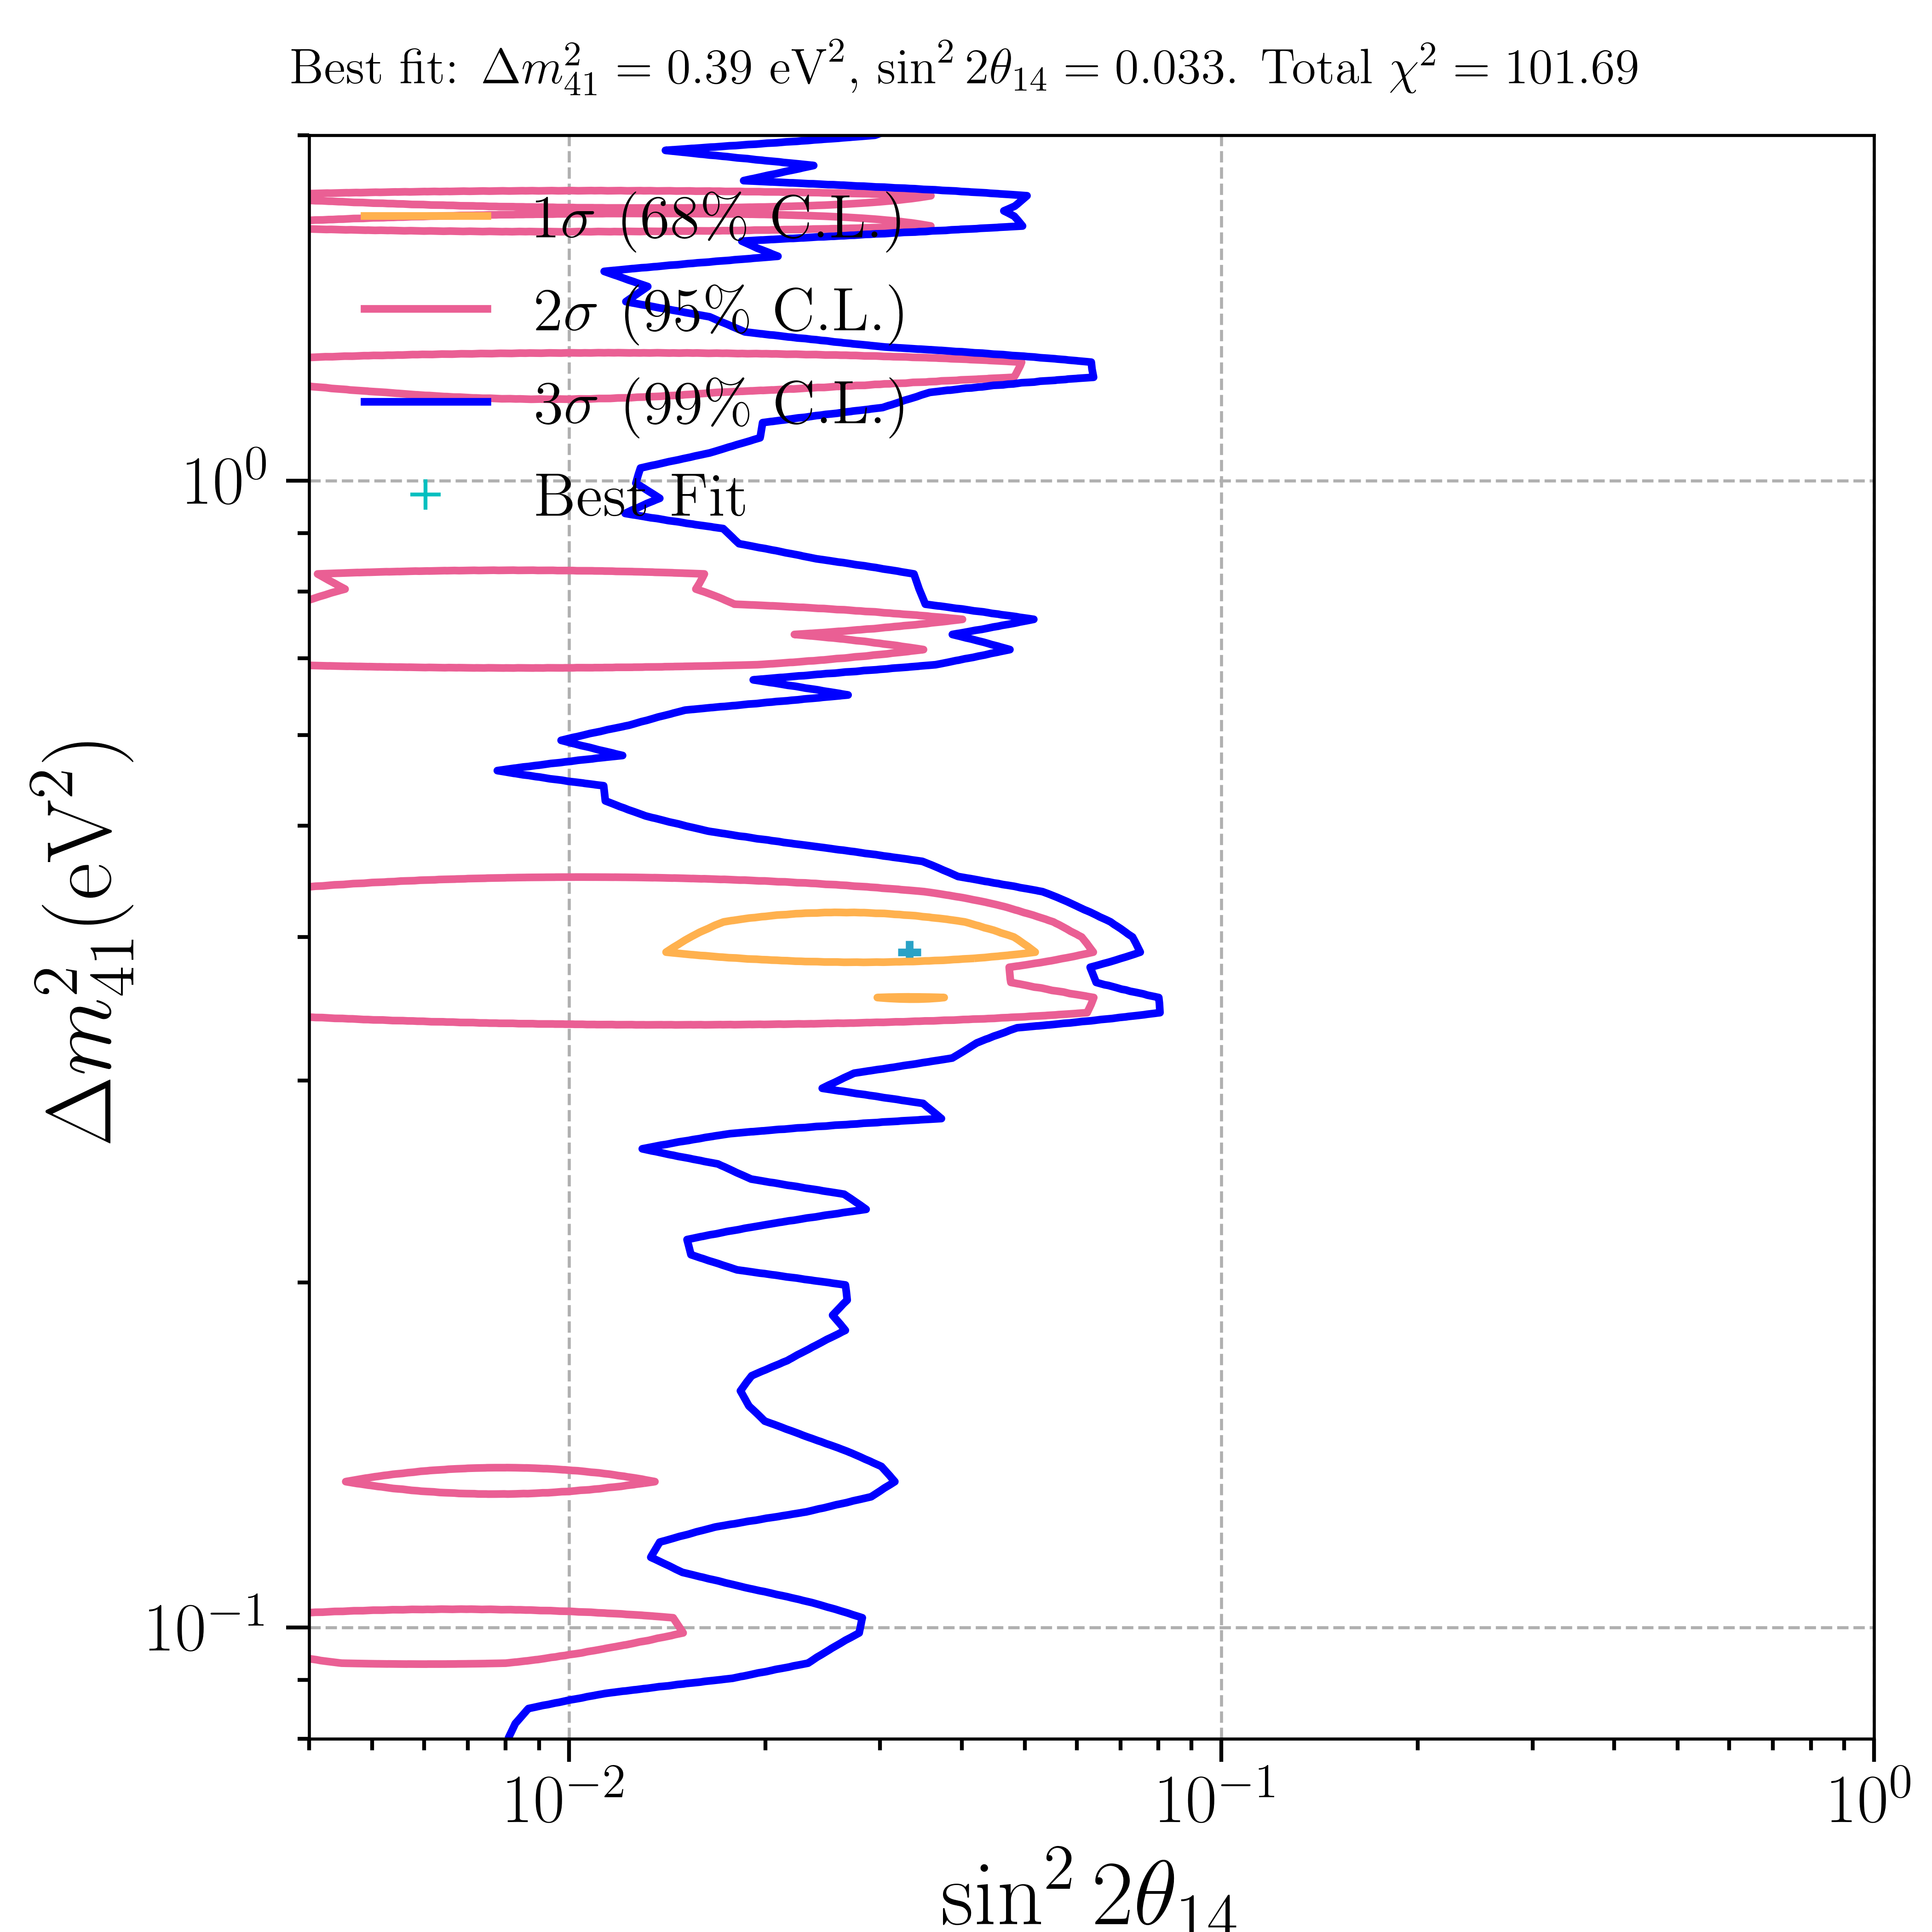 Best fit: Δm²₄₁ = 0.39 eV², sin² 2θ₁₄ = 0.033. Total χ² = 101.69
1σ (68% C.L.)
2σ (95% C.L.)
3σ (99% C.L.)
Best Fit
10⁰
10⁻¹
Δm²₄₁(eV²)
10⁻²
10⁻¹
10⁰
sin² 2θ₁₄